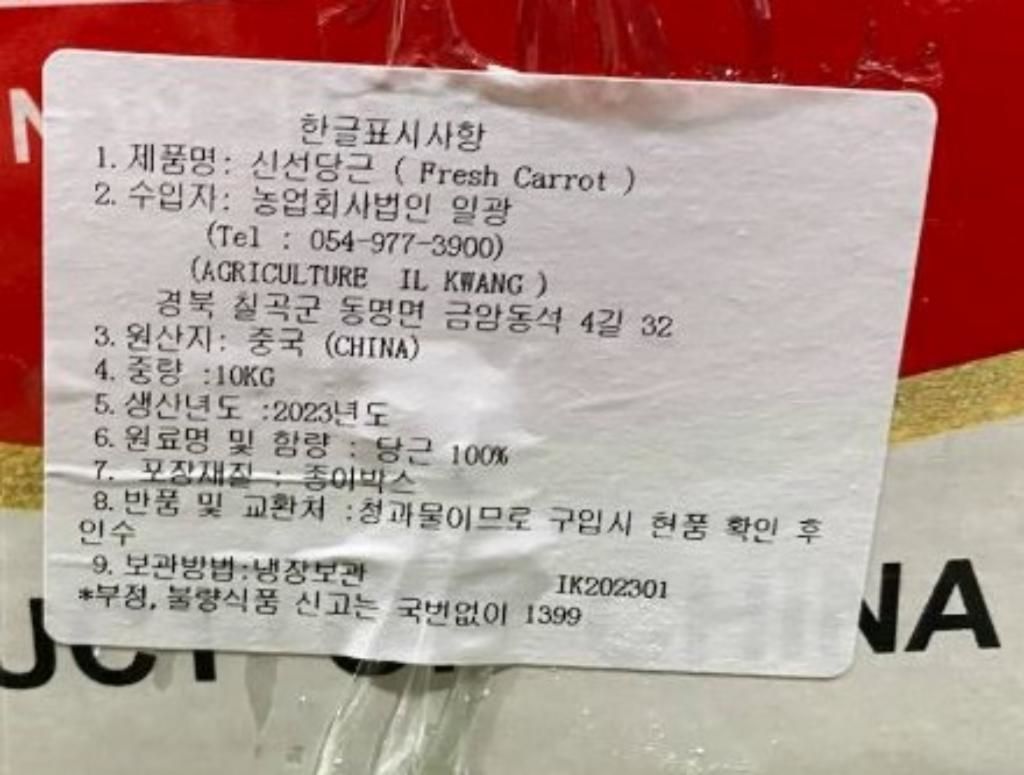 한글표시사항
1. 제품명: 신선당근 ( Fresh Carrot )
2. 수입자: 농업회사법인 일광
(Tel : 054-977-3900)
(AGRICULTURE IL KWANG )
경북 칠곡군 동명면 금암동석 4길 32
3. 원산지: 중국 (CHINA)
4. 중량 :10KG
5. 생산년도 :2023년도
6. 원료명 및 함량 : 당근 100%
7. 포장재질 : 종이박스
8. 반품 및 교환처 :청과물이므로 구입시 현품 확인 후
인수
9. 보관방법:냉장보관
IK202301
*부정, 불량식품 신고는 국번없이 1399